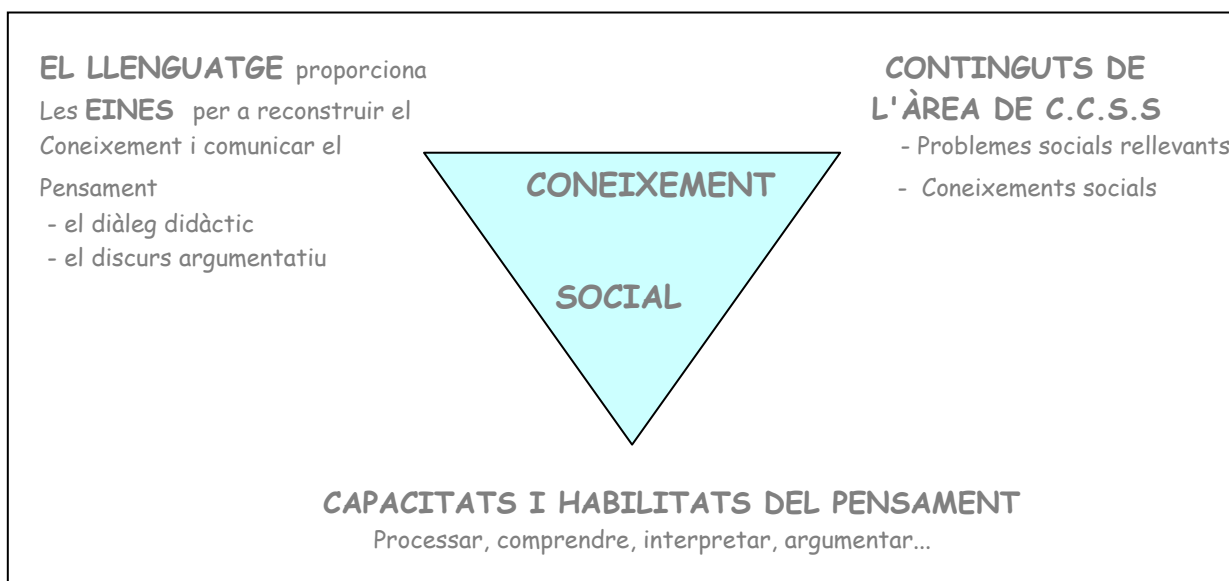 EL LLENGUATGE proporciona
Les EINES per a reconstruir el
Coneixement i comunicar el
Pensament
- el diàleg didàctic
- el discurs argumentatiu
CONTINGUTS DE
L'ÀREA DE C.C.S.S
- Problemes socials rellevants
- Coneixements socials
CONEIXEMENT
SOCIAL
CAPACITATS I HABILITATS DEL PENSAMENT
Processar, comprendre, interpretar, argumentar...